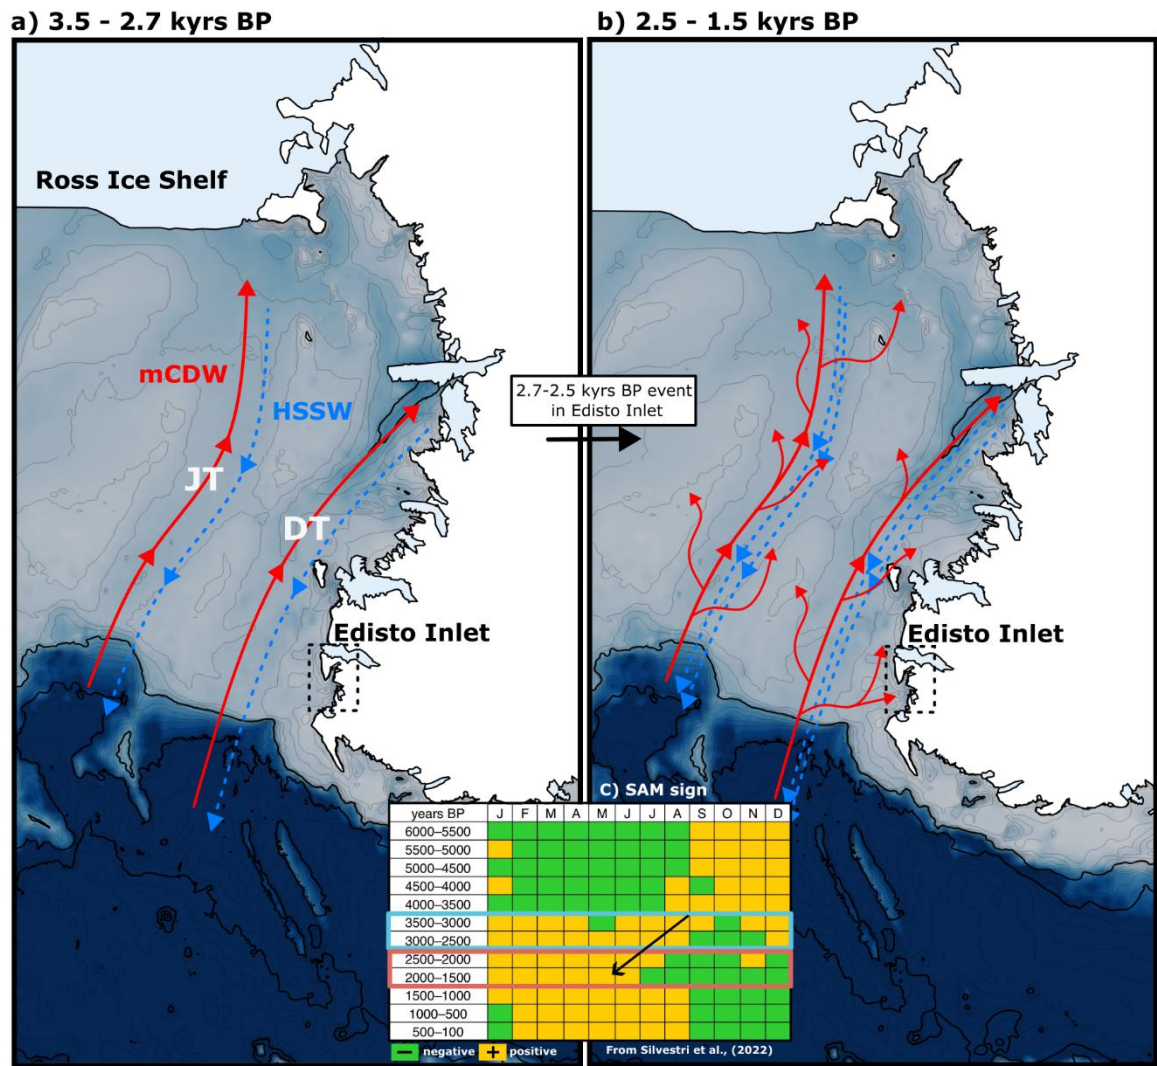 a) 3.5 - 2.7 kyrs BP
b) 2.5 - 1.5 kyrs BP
Ross Ice Shelf
mCDW
HSSW
JT
DT
Edisto Inlet
2.7-2.5 kyrs BP event
in Edisto Inlet
Edisto Inlet
C) SAM sign
years BP J F M A M J J A S O N D
6000–5500
5500–5000
5000–4500
4500–4000
4000–3500
3500–3000
3000–2500
2500–2000
2000–1500
1500–1000
1000–500
500–100
− negative + positive From Silvestri et al., (2022)